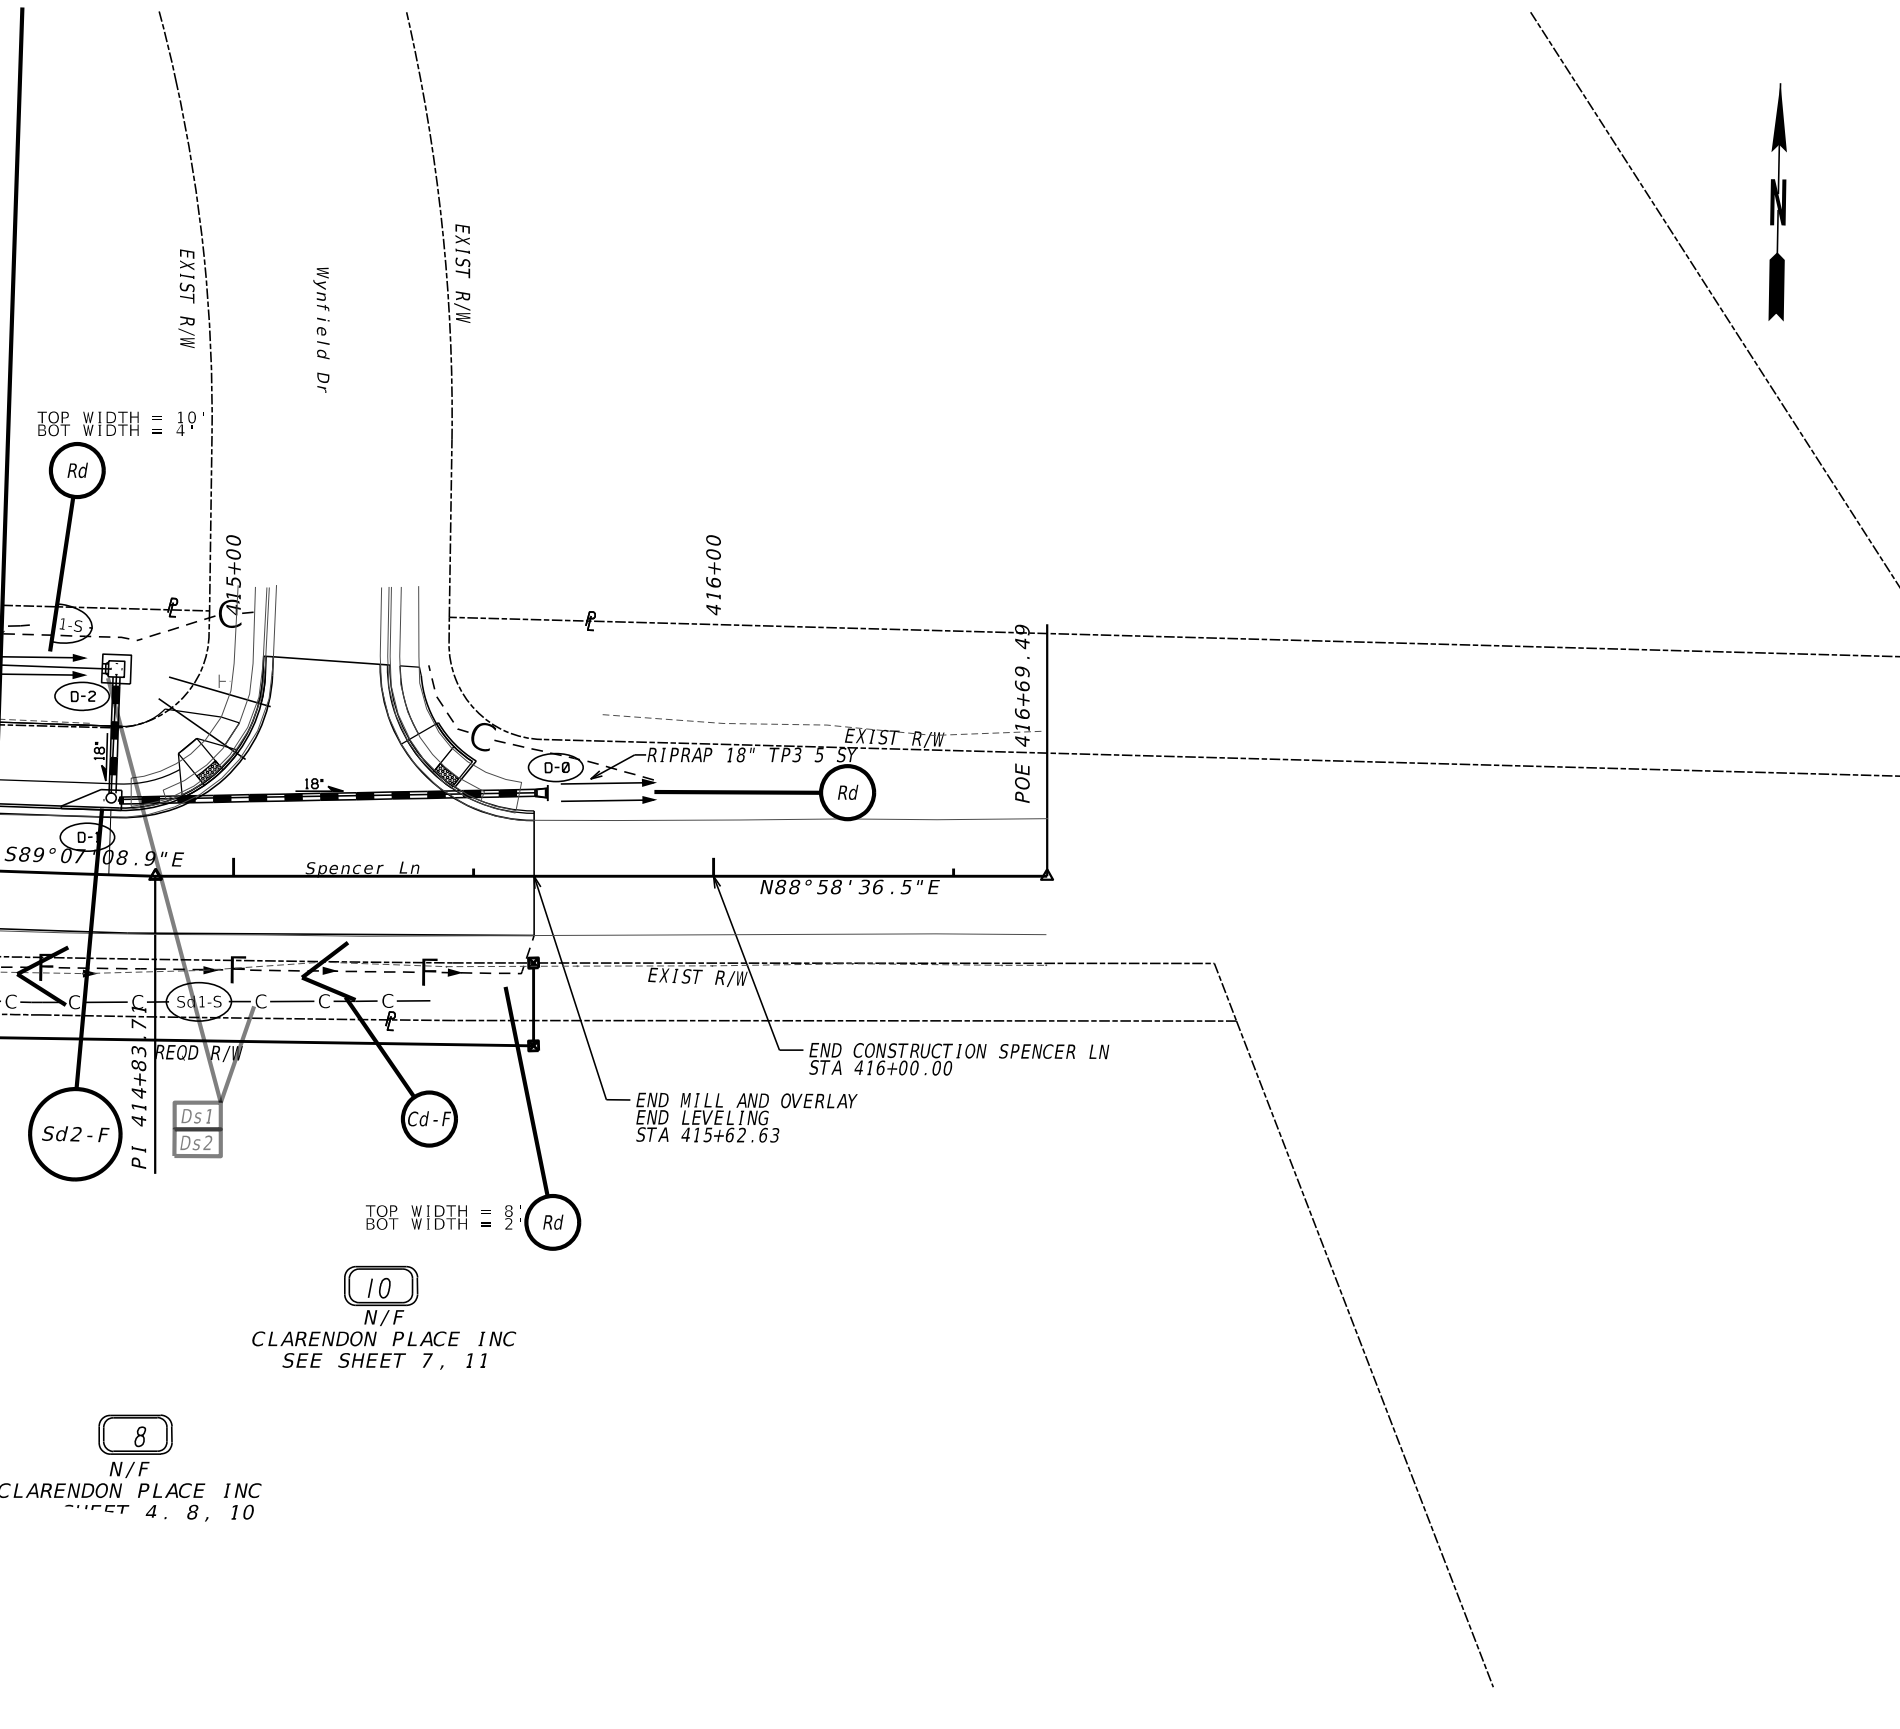 N
EXIST R/W
Wynfield Dr
EXIST R/W
TOP WIDTH = 10'
BOT WIDTH = 4'
Rd
415+00
416+00
POE 416+69.49
C
1-S
D-2
18"
C
D-0
EXIST R/W
RIPRAP 18" TP3 5 SY
Rd
18"
D-1
S89°07'08.9"E
Spencer Ln
N88°58'36.5"E
F
F
F
EXIST R/W
C C C Sd1-S C C C
REQD R/W
PI 414+83.71
END CONSTRUCTION SPENCER LN
STA 416+00.00
END MILL AND OVERLAY
END LEVELING
STA 415+62.63
Ds1
Ds2
Sd2-F
Cd-F
TOP WIDTH = 8'
BOT WIDTH = 2'
Rd
10
N/F
CLARENDON PLACE INC
SEE SHEET 7, 11
8
N/F
CLARENDON PLACE INC
SHEET 4. 8, 10